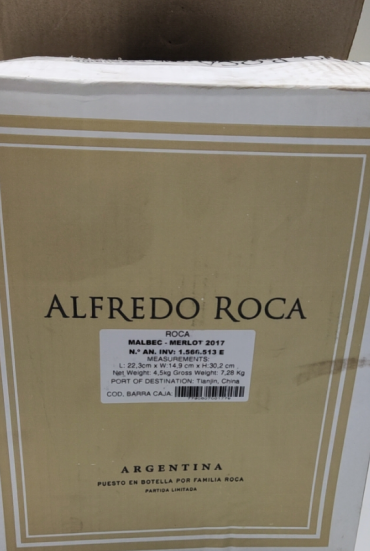 ALFREDO ROCA
ROCA
MALBEC - MERLOT 2017
N.° AN. INV: 1.566.513 E
MEASUREMENTS:
L: 22,3cm x W:14,9 cm x H:30,2 cm
Net Weight: 4,5kg Gross Weight: 7,28 Kg
PORT OF DESTINATION: Tianjin, China
COD. BARRA CAJA:
ARGENTINA
PUESTO EN BOTELLA POR FAMILIA ROCA
PARTIDA LIMITADA